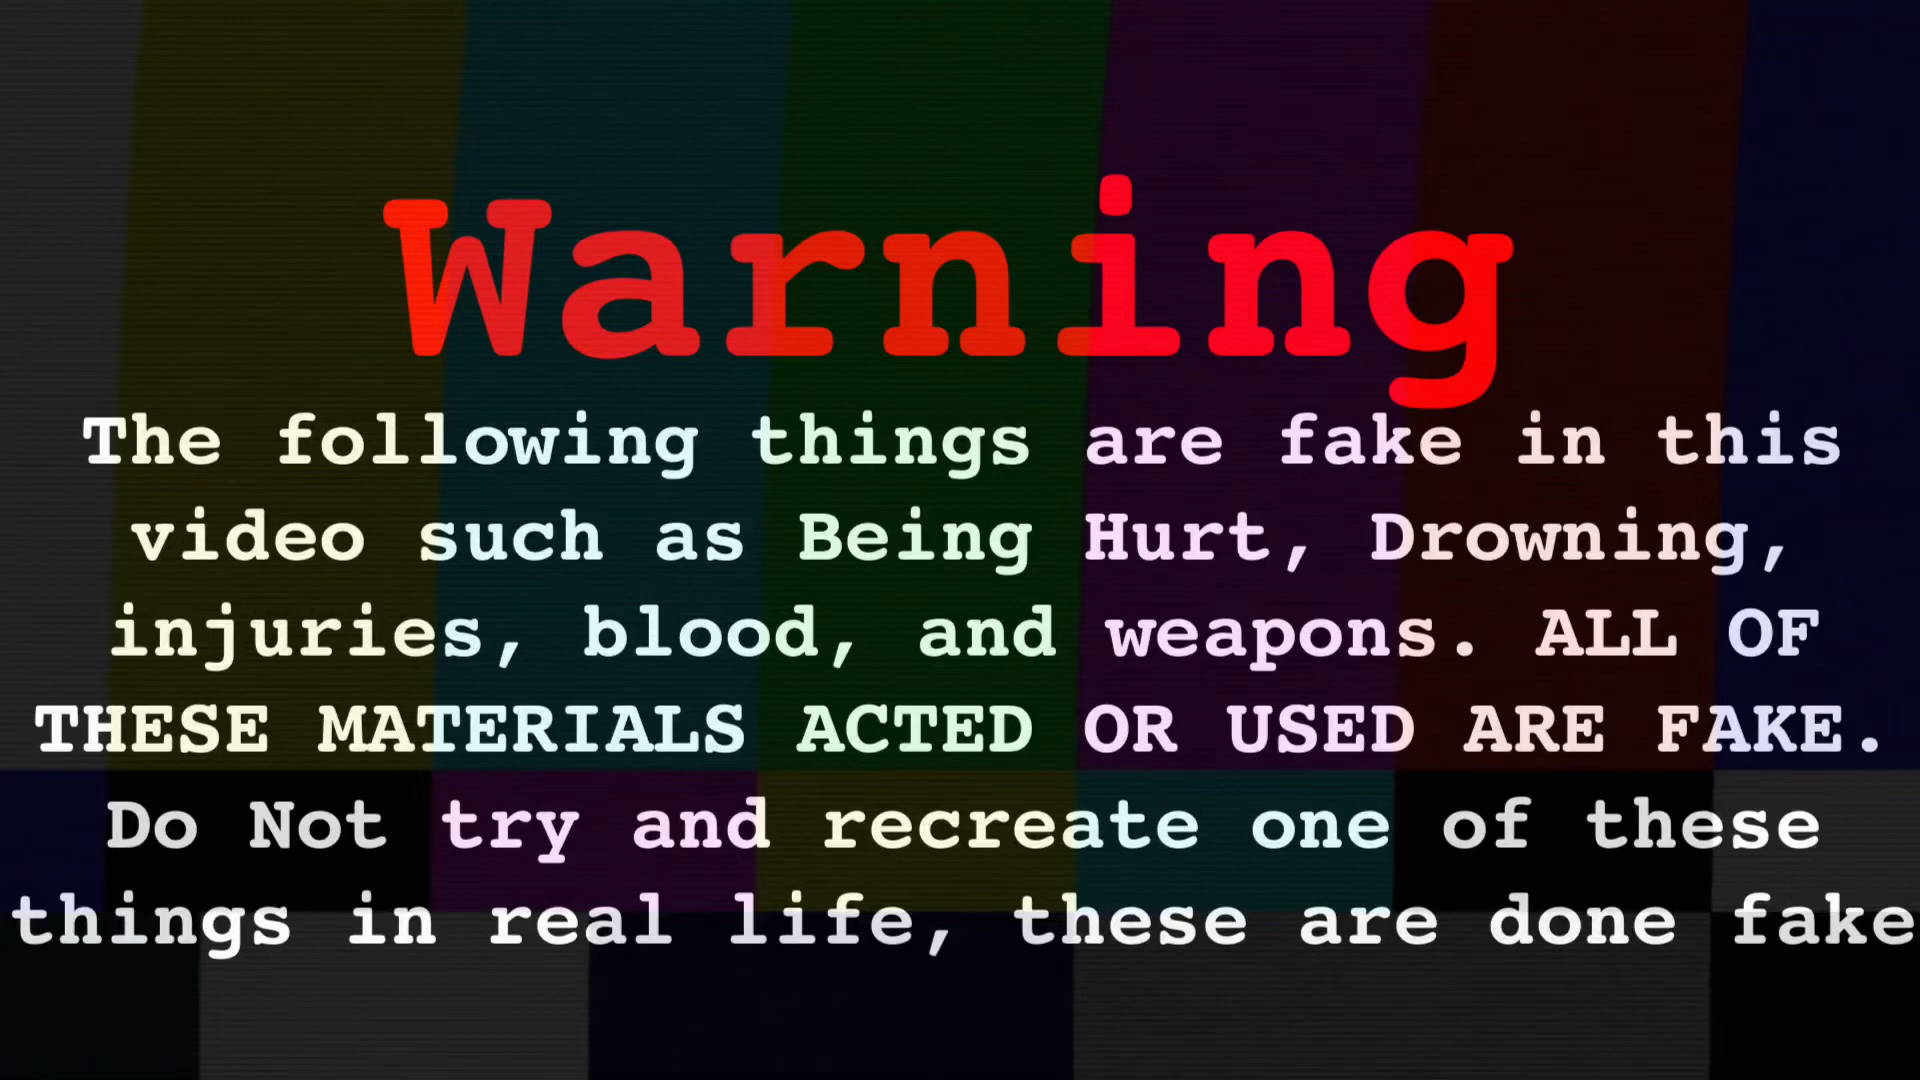 Warning
The following things are fake in this
video such as Being Hurt, Drowning,
injuries, blood, and weapons. ALL OF
THESE MATERIALS ACTED OR USED ARE FAKE.
Do Not try and recreate one of these
things in real life, these are done fake